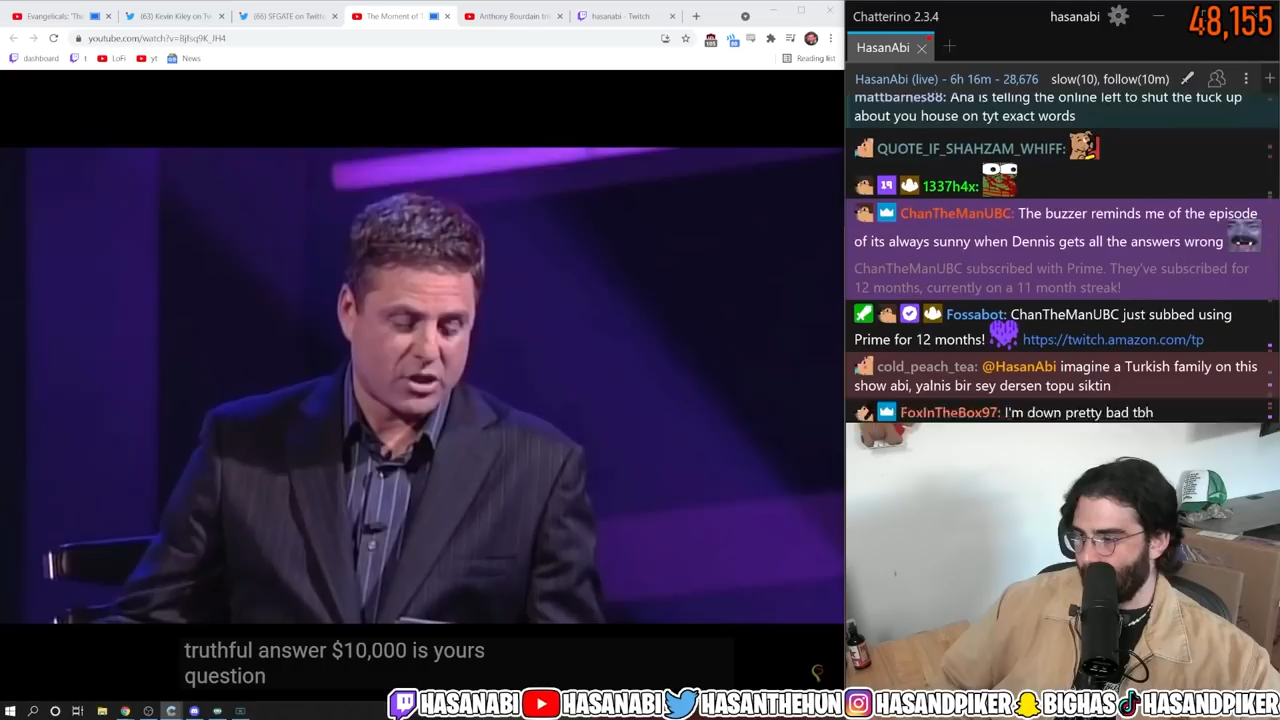 Evangelicals: 'The
(63) Kevin Kiley on Tw
(66) SFGATE on Twitte
The Moment of T
Anthony Bourdain tri
hasanabi - Twitch
youtube.com/watch?v=Bjfsq9K_JH4
dashboard
t
LoFi
yt
News
Reading list
truthful answer $10,000 is yours
question
Chatterino 2.3.4
hasanabi
48,155
HasanAbi
HasanAbi (live) - 6h 16m - 28,676
slow(10), follow(10m)
mattbarnes88: Ana is telling the online left to shut the fuck up
about you house on tyt exact words
QUOTE_IF_SHAHZAM_WHIFF:
19 1337h4x:
ChanTheManUBC: The buzzer reminds me of the episode
of its always sunny when Dennis gets all the answers wrong
ChanTheManUBC subscribed with Prime. They've subscribed for
12 months, currently on a 11 month streak!
Fossabot: ChanTheManUBC just subbed using
Prime for 12 months! https://twitch.amazon.com/tp
cold_peach_tea: @HasanAbi imagine a Turkish family on this
show abi, yalnis bir sey dersen topu siktin
FoxInTheBox97: I'm down pretty bad tbh
HASANABI HASANABI HASANTHEHUN HASANDPIKER BIGHAS HASANDPIKER